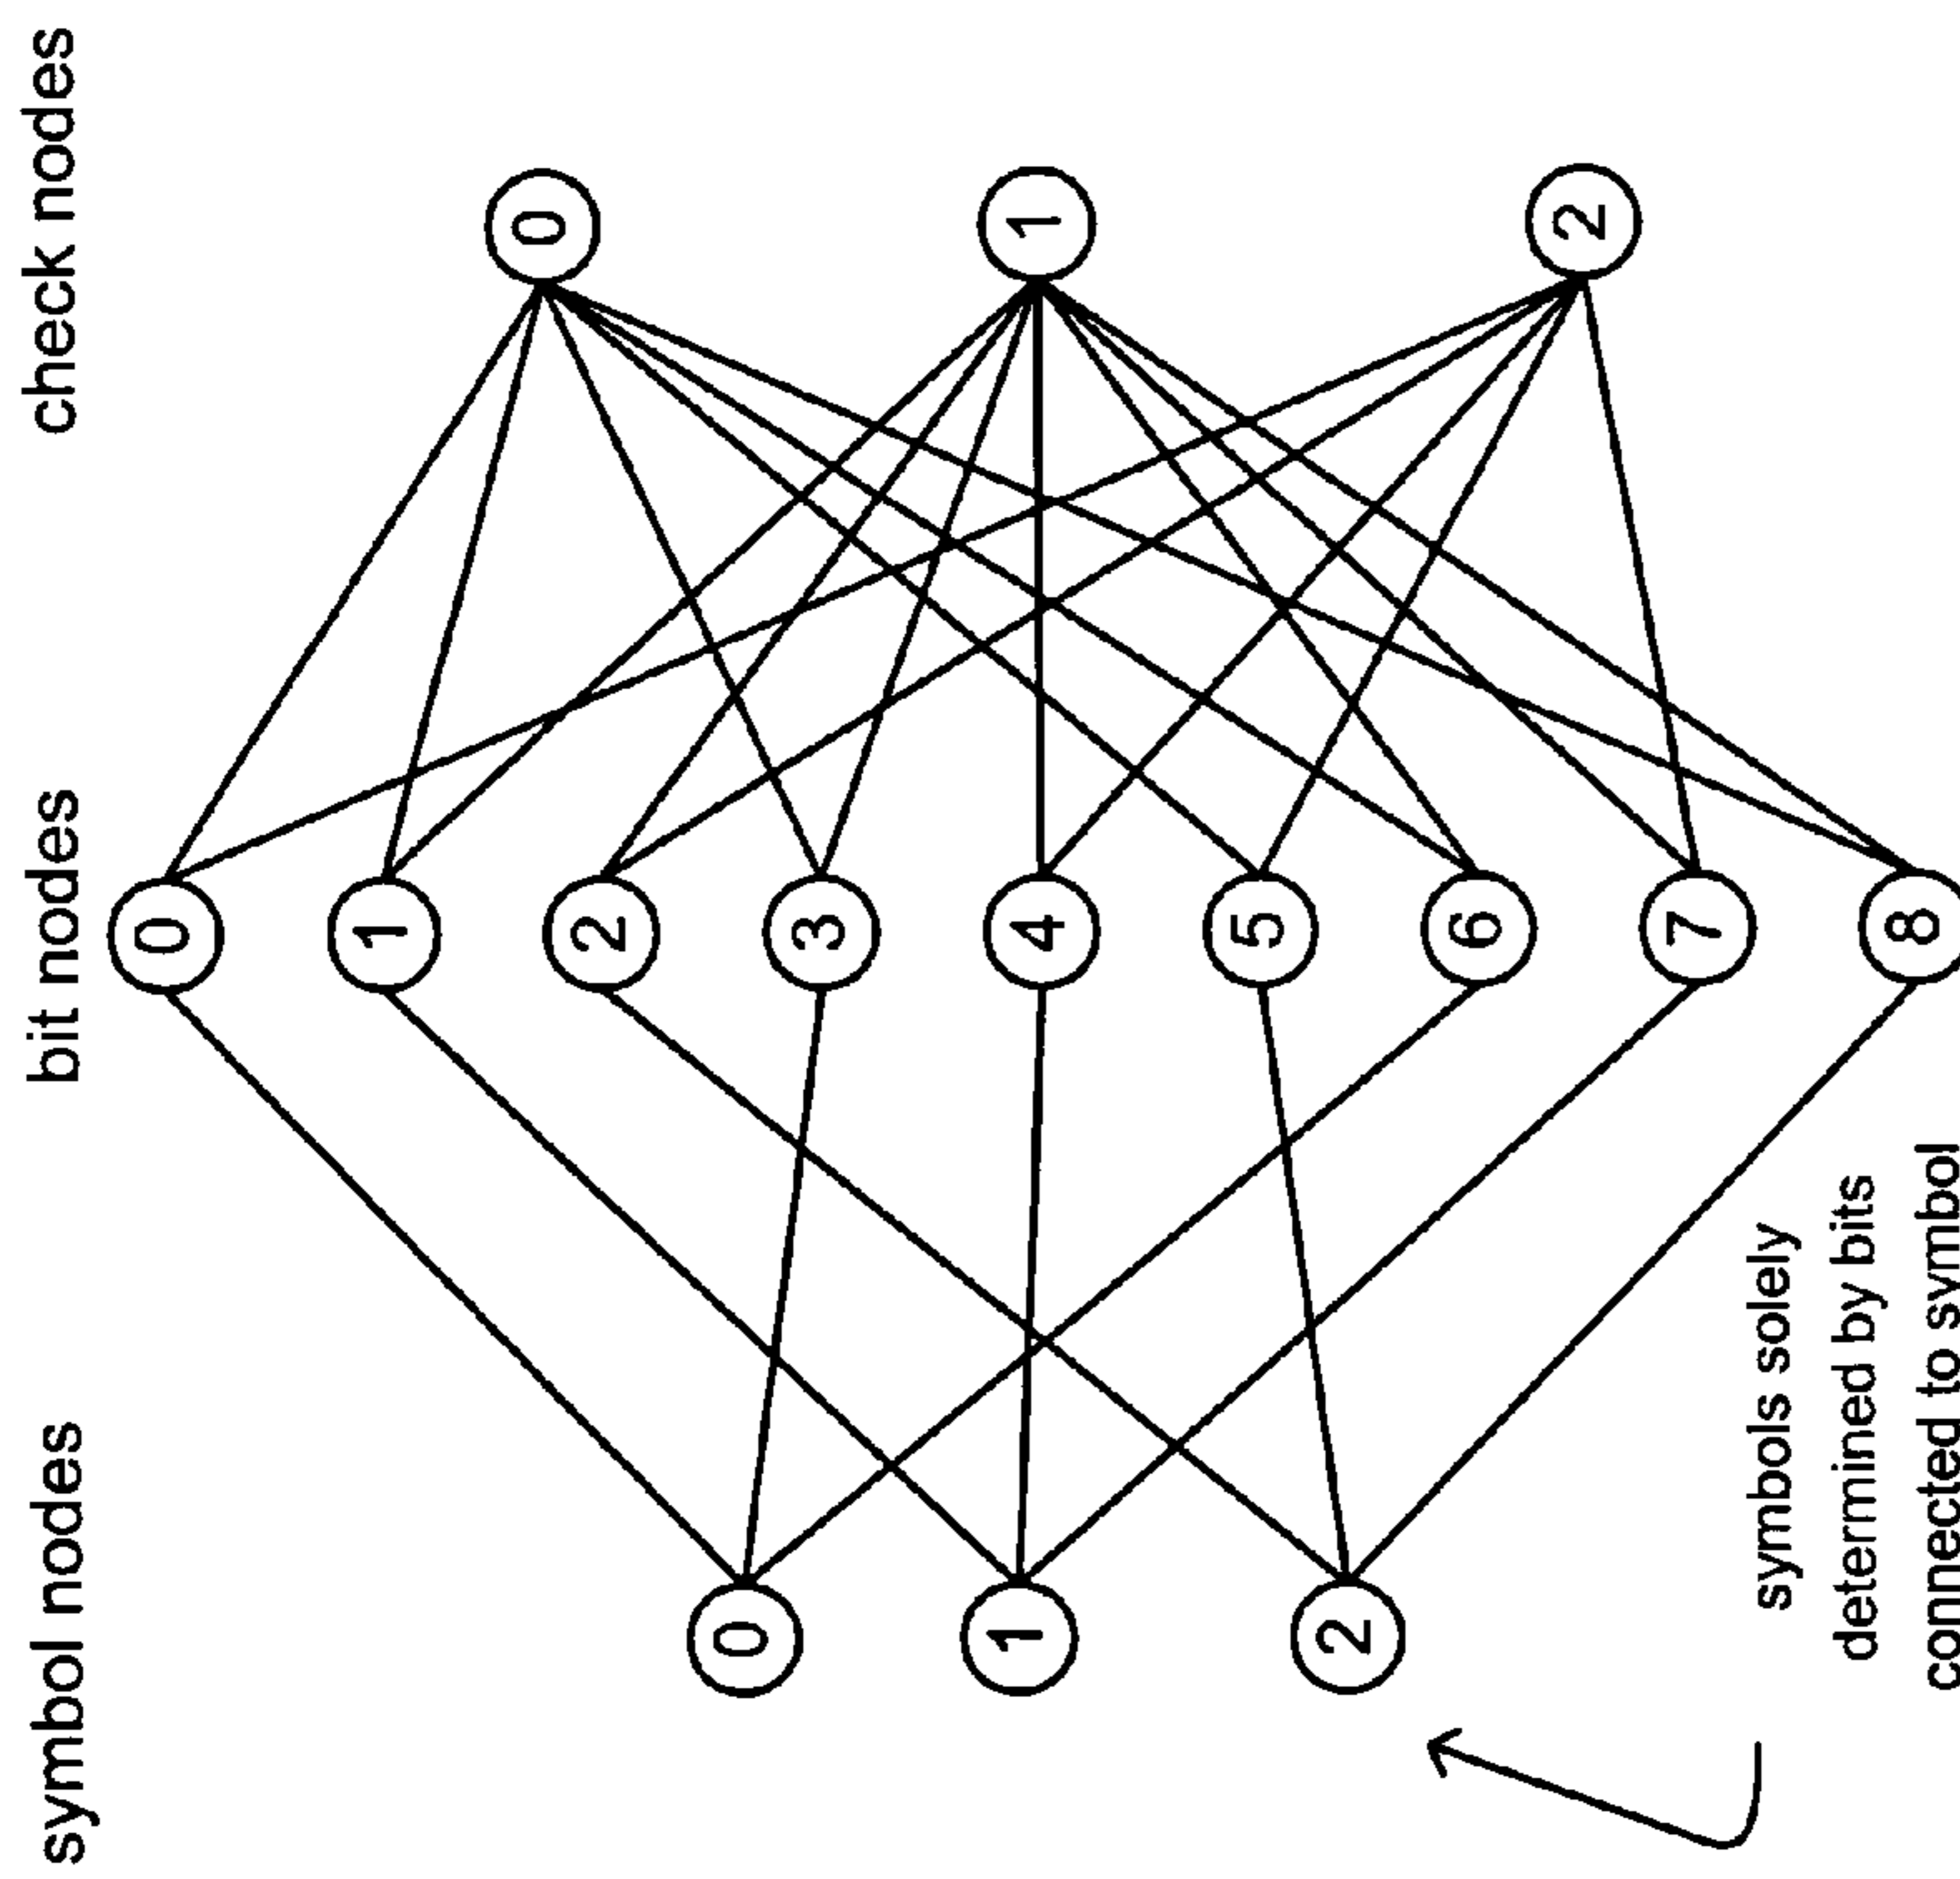 symbol nodes
bit nodes
check nodes
0
1
2
0
1
2
3
4
5
6
7
8
0
1
2
symbols solely
determined by bits
connected to symbol